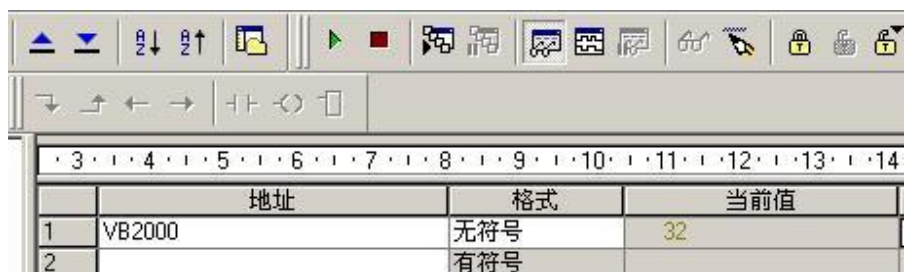 A Z A Z
· 3 · ı · 4 · ı · 5 · ı · 6 · ı · 7 · ı · 8 · ı · 9 · ı · 10 · ı · 11 · ı · 12 · ı · 13 · ı · 14
地址 格式 当前值
1 VB2000 无符号 32
2 有符号